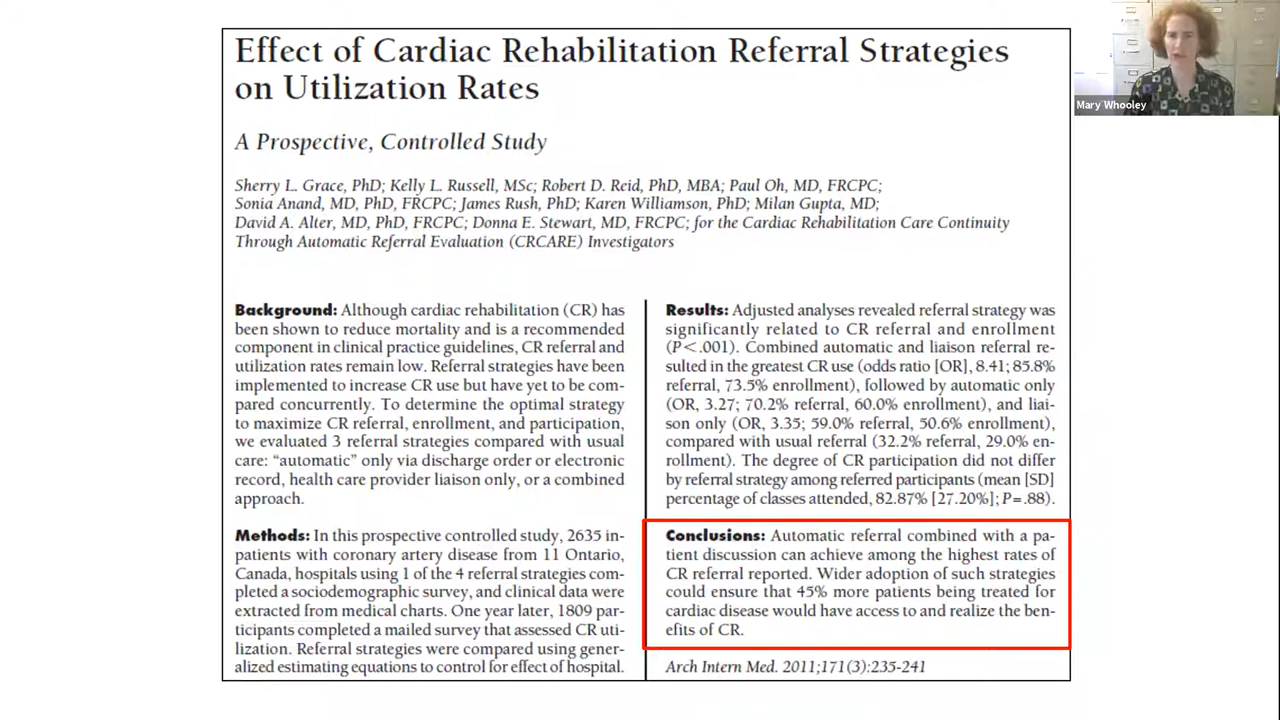 Effect of Cardiac Rehabilitation Referral Strategies
on Utilization Rates
A Prospective, Controlled Study
Sherry L. Grace, PhD; Kelly L. Russell, MSc; Robert D. Reid, PhD, MBA; Paul Oh, MD, FRCPC;
Sonia Anand, MD, PhD, FRCPC; James Rush, PhD; Karen Williamson, PhD; Milan Gupta, MD;
David A. Alter, MD, PhD, FRCPC; Donna E. Stewart, MD, FRCPC; for the Cardiac Rehabilitation Care Continuity
Through Automatic Referral Evaluation (CRCARE) Investigators
Background: Although cardiac rehabilitation (CR) has
been shown to reduce mortality and is a recommended
component in clinical practice guidelines, CR referral and
utilization rates remain low. Referral strategies have been
implemented to increase CR use but have yet to be com-
pared concurrently. To determine the optimal strategy
to maximize CR referral, enrollment, and participation,
we evaluated 3 referral strategies compared with usual
care: “automatic” only via discharge order or electronic
record, health care provider liaison only, or a combined
approach.
Methods: In this prospective controlled study, 2635 in-
patients with coronary artery disease from 11 Ontario,
Canada, hospitals using 1 of the 4 referral strategies com-
pleted a sociodemographic survey, and clinical data were
extracted from medical charts. One year later, 1809 par-
ticipants completed a mailed survey that assessed CR uti-
lization. Referral strategies were compared using gener-
alized estimating equations to control for effect of hospital.
Results: Adjusted analyses revealed referral strategy was
significantly related to CR referral and enrollment
(P<.001). Combined automatic and liaison referral re-
sulted in the greatest CR use (odds ratio [OR], 8.41; 85.8%
referral, 73.5% enrollment), followed by automatic only
(OR, 3.27; 70.2% referral, 60.0% enrollment), and liai-
son only (OR, 3.35; 59.0% referral, 50.6% enrollment),
compared with usual referral (32.2% referral, 29.0% en-
rollment). The degree of CR participation did not differ
by referral strategy among referred participants (mean [SD]
percentage of classes attended, 82.87% [27.20%]; P=.88).
Conclusions: Automatic referral combined with a pa-
tient discussion can achieve among the highest rates of
CR referral reported. Wider adoption of such strategies
could ensure that 45% more patients being treated for
cardiac disease would have access to and realize the ben-
efits of CR.
Arch Intern Med. 2011;171(3):235-241
Mary Whooley